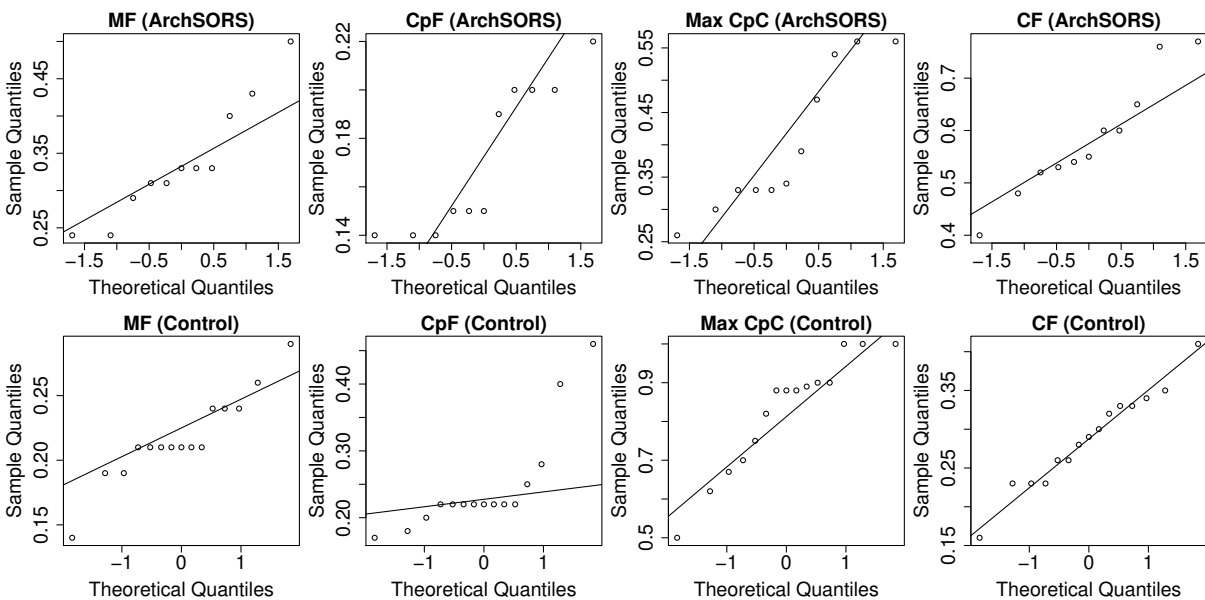 MF (ArchSORS)
Sample Quantiles
0.25 0.35 0.45
−1.5 −0.5 0.5 1.5
Theoretical Quantiles
CpF (ArchSORS)
Sample Quantiles
0.14 0.18 0.22
−1.5 −0.5 0.5 1.5
Theoretical Quantiles
Max CpC (ArchSORS)
Sample Quantiles
0.25 0.35 0.45 0.55
−1.5 −0.5 0.5 1.5
Theoretical Quantiles
CF (ArchSORS)
Sample Quantiles
0.4 0.5 0.6 0.7
−1.5 −0.5 0.5 1.5
Theoretical Quantiles
MF (Control)
Sample Quantiles
0.15 0.20 0.25
−1 0 1
Theoretical Quantiles
CpF (Control)
Sample Quantiles
0.20 0.30 0.40
−1 0 1
Theoretical Quantiles
Max CpC (Control)
Sample Quantiles
0.5 0.7 0.9
−1 0 1
Theoretical Quantiles
CF (Control)
Sample Quantiles
0.15 0.25 0.35
−1 0 1
Theoretical Quantiles